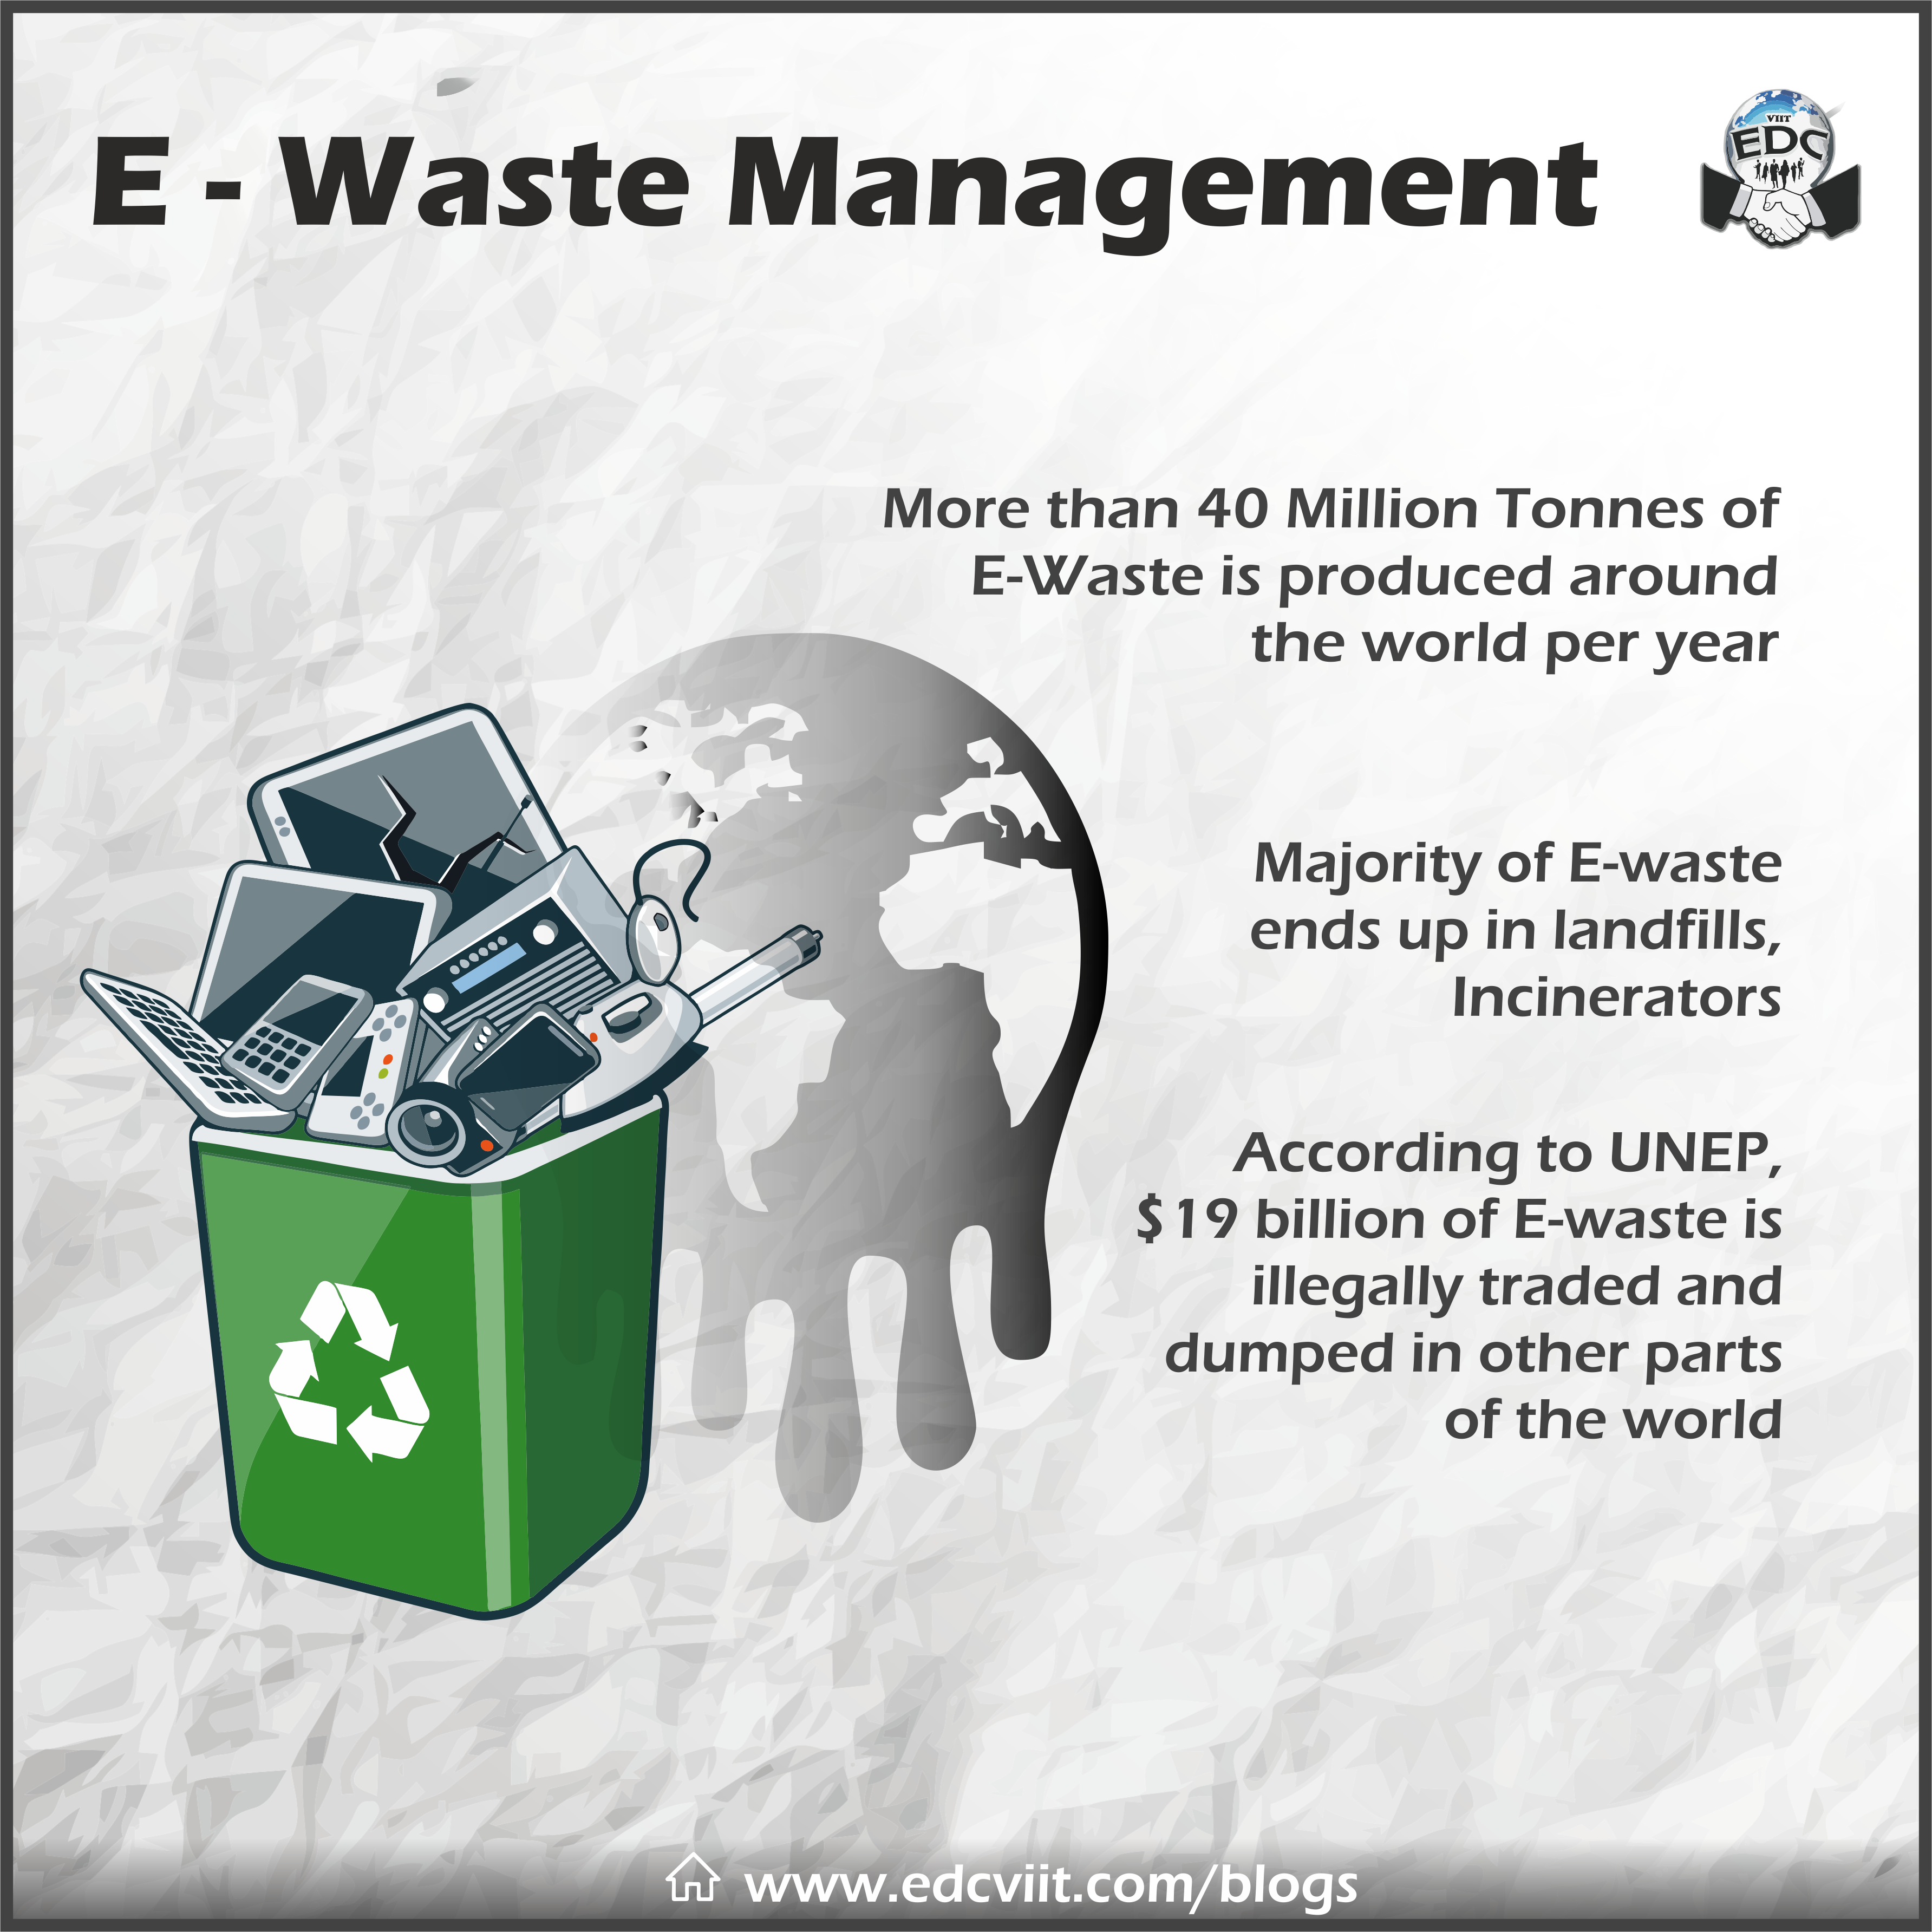 E - Waste Management
VIIT
EDC
More than 40 Million Tonnes of
E-Waste is produced around
the world per year
Majority of E-waste
ends up in landfills,
Incinerators
According to UNEP,
$19 billion of E-waste is
illegally traded and
dumped in other parts
of the world
www.edcviit.com/blogs